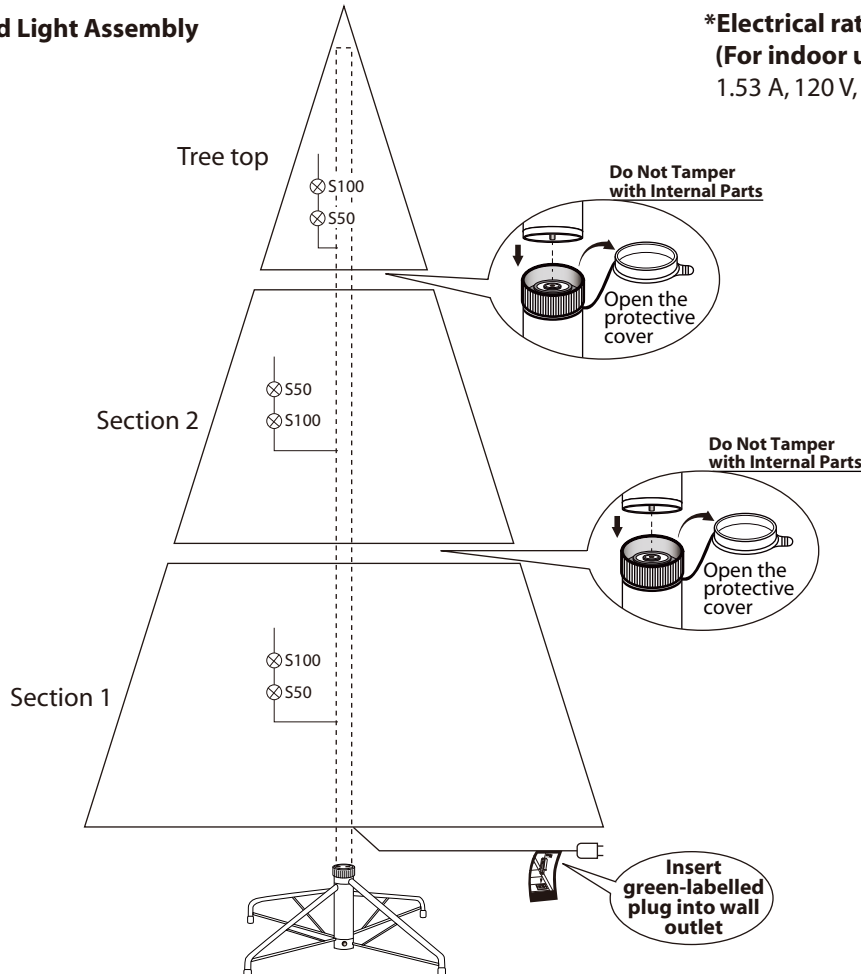 d Light Assembly
*Electrical rat
(For indoor u
1.53 A, 120 V,
Tree top
S100
S50
Do Not Tamper
with Internal Parts
Open the
protective
cover
Section 2
S50
S100
Do Not Tamper
with Internal Parts
Open the
protective
cover
Section 1
S100
S50
Insert
green-labelled
plug into wall
outlet